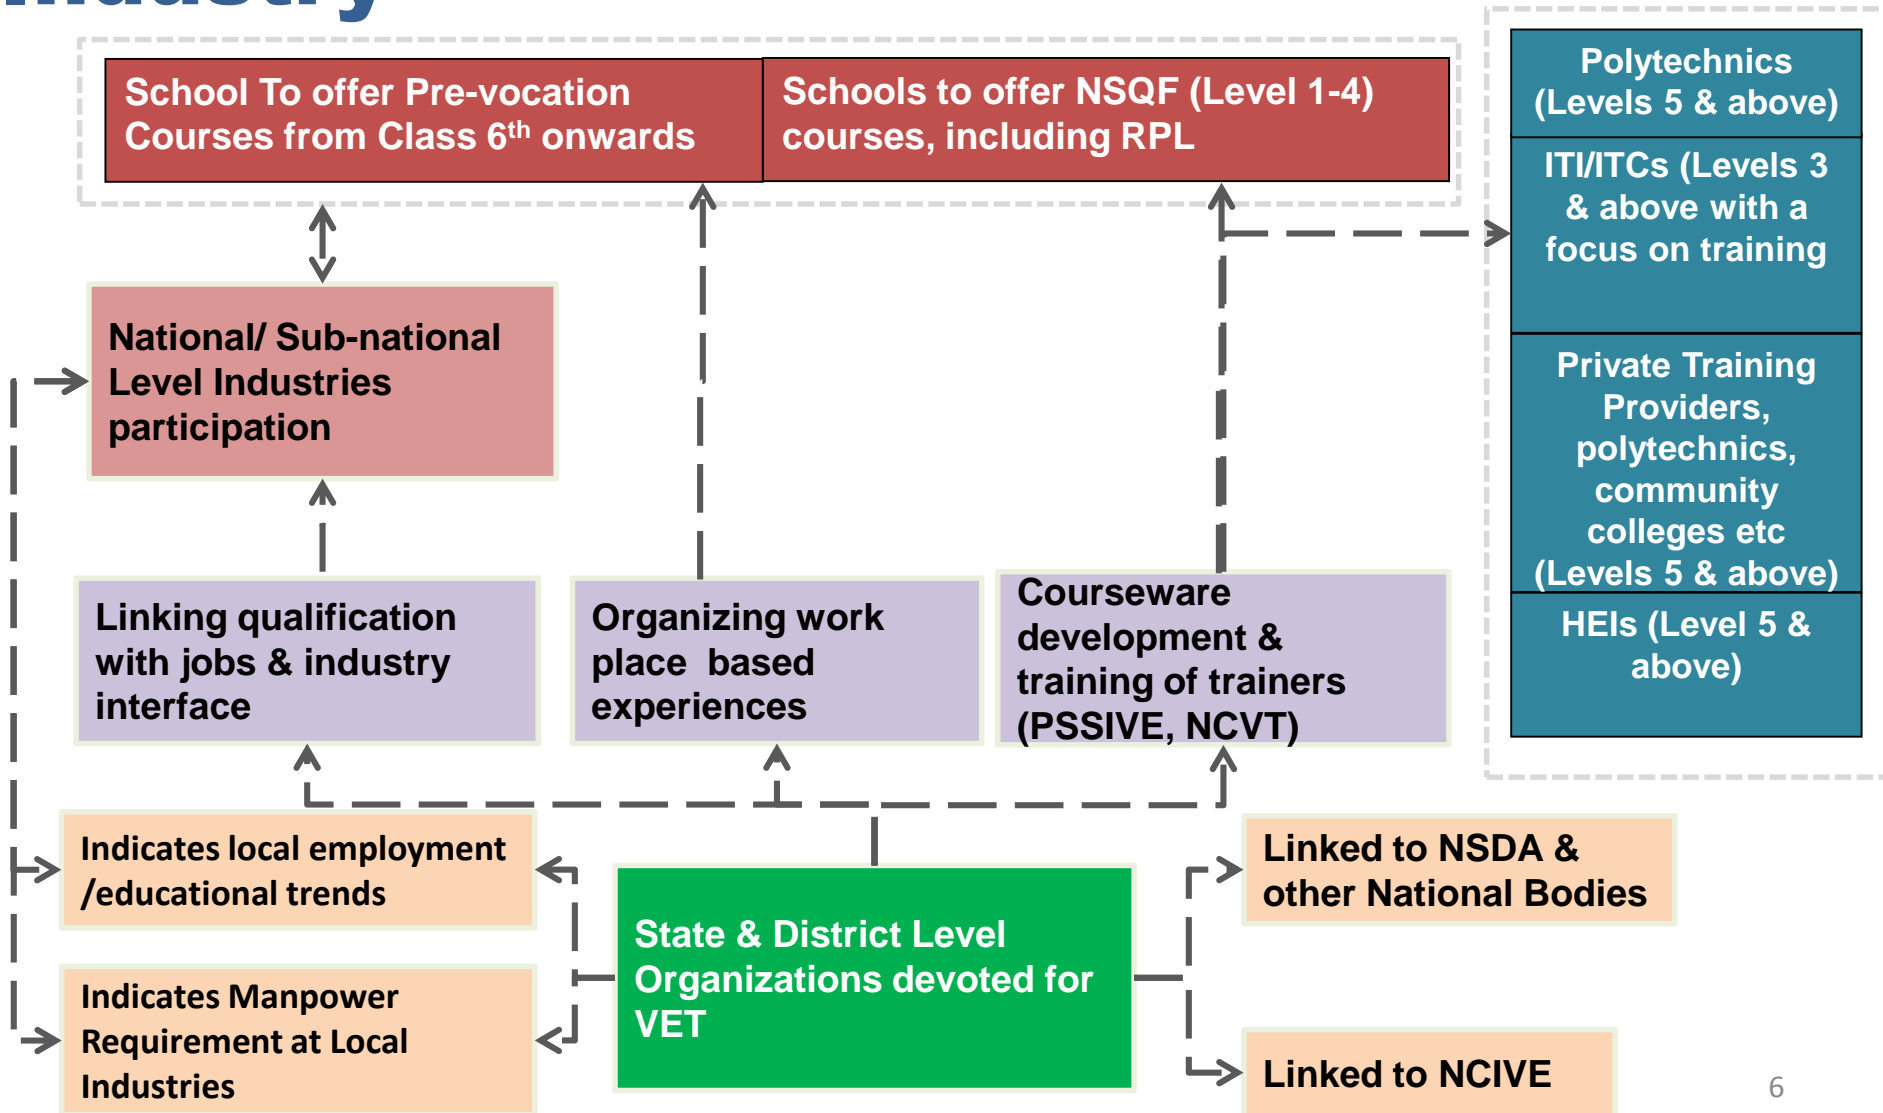 Industry
School To offer Pre-vocation
Courses from Class 6th onwards
Schools to offer NSQF (Level 1-4)
courses, including RPL
Polytechnics
(Levels 5 & above)
ITI/ITCs (Levels 3
& above with a
focus on training
Private Training
Providers,
polytechnics,
community
colleges etc
(Levels 5 & above)
HEIs (Level 5 &
above)
National/ Sub-national
Level Industries
participation
Linking qualification
with jobs & industry
interface
Organizing work
place based
experiences
Courseware
development &
training of trainers
(PSSIVE, NCVT)
Indicates local employment
/educational trends
Indicates Manpower
Requirement at Local
Industries
State & District Level
Organizations devoted for
VET
Linked to NSDA &
other National Bodies
Linked to NCIVE
6